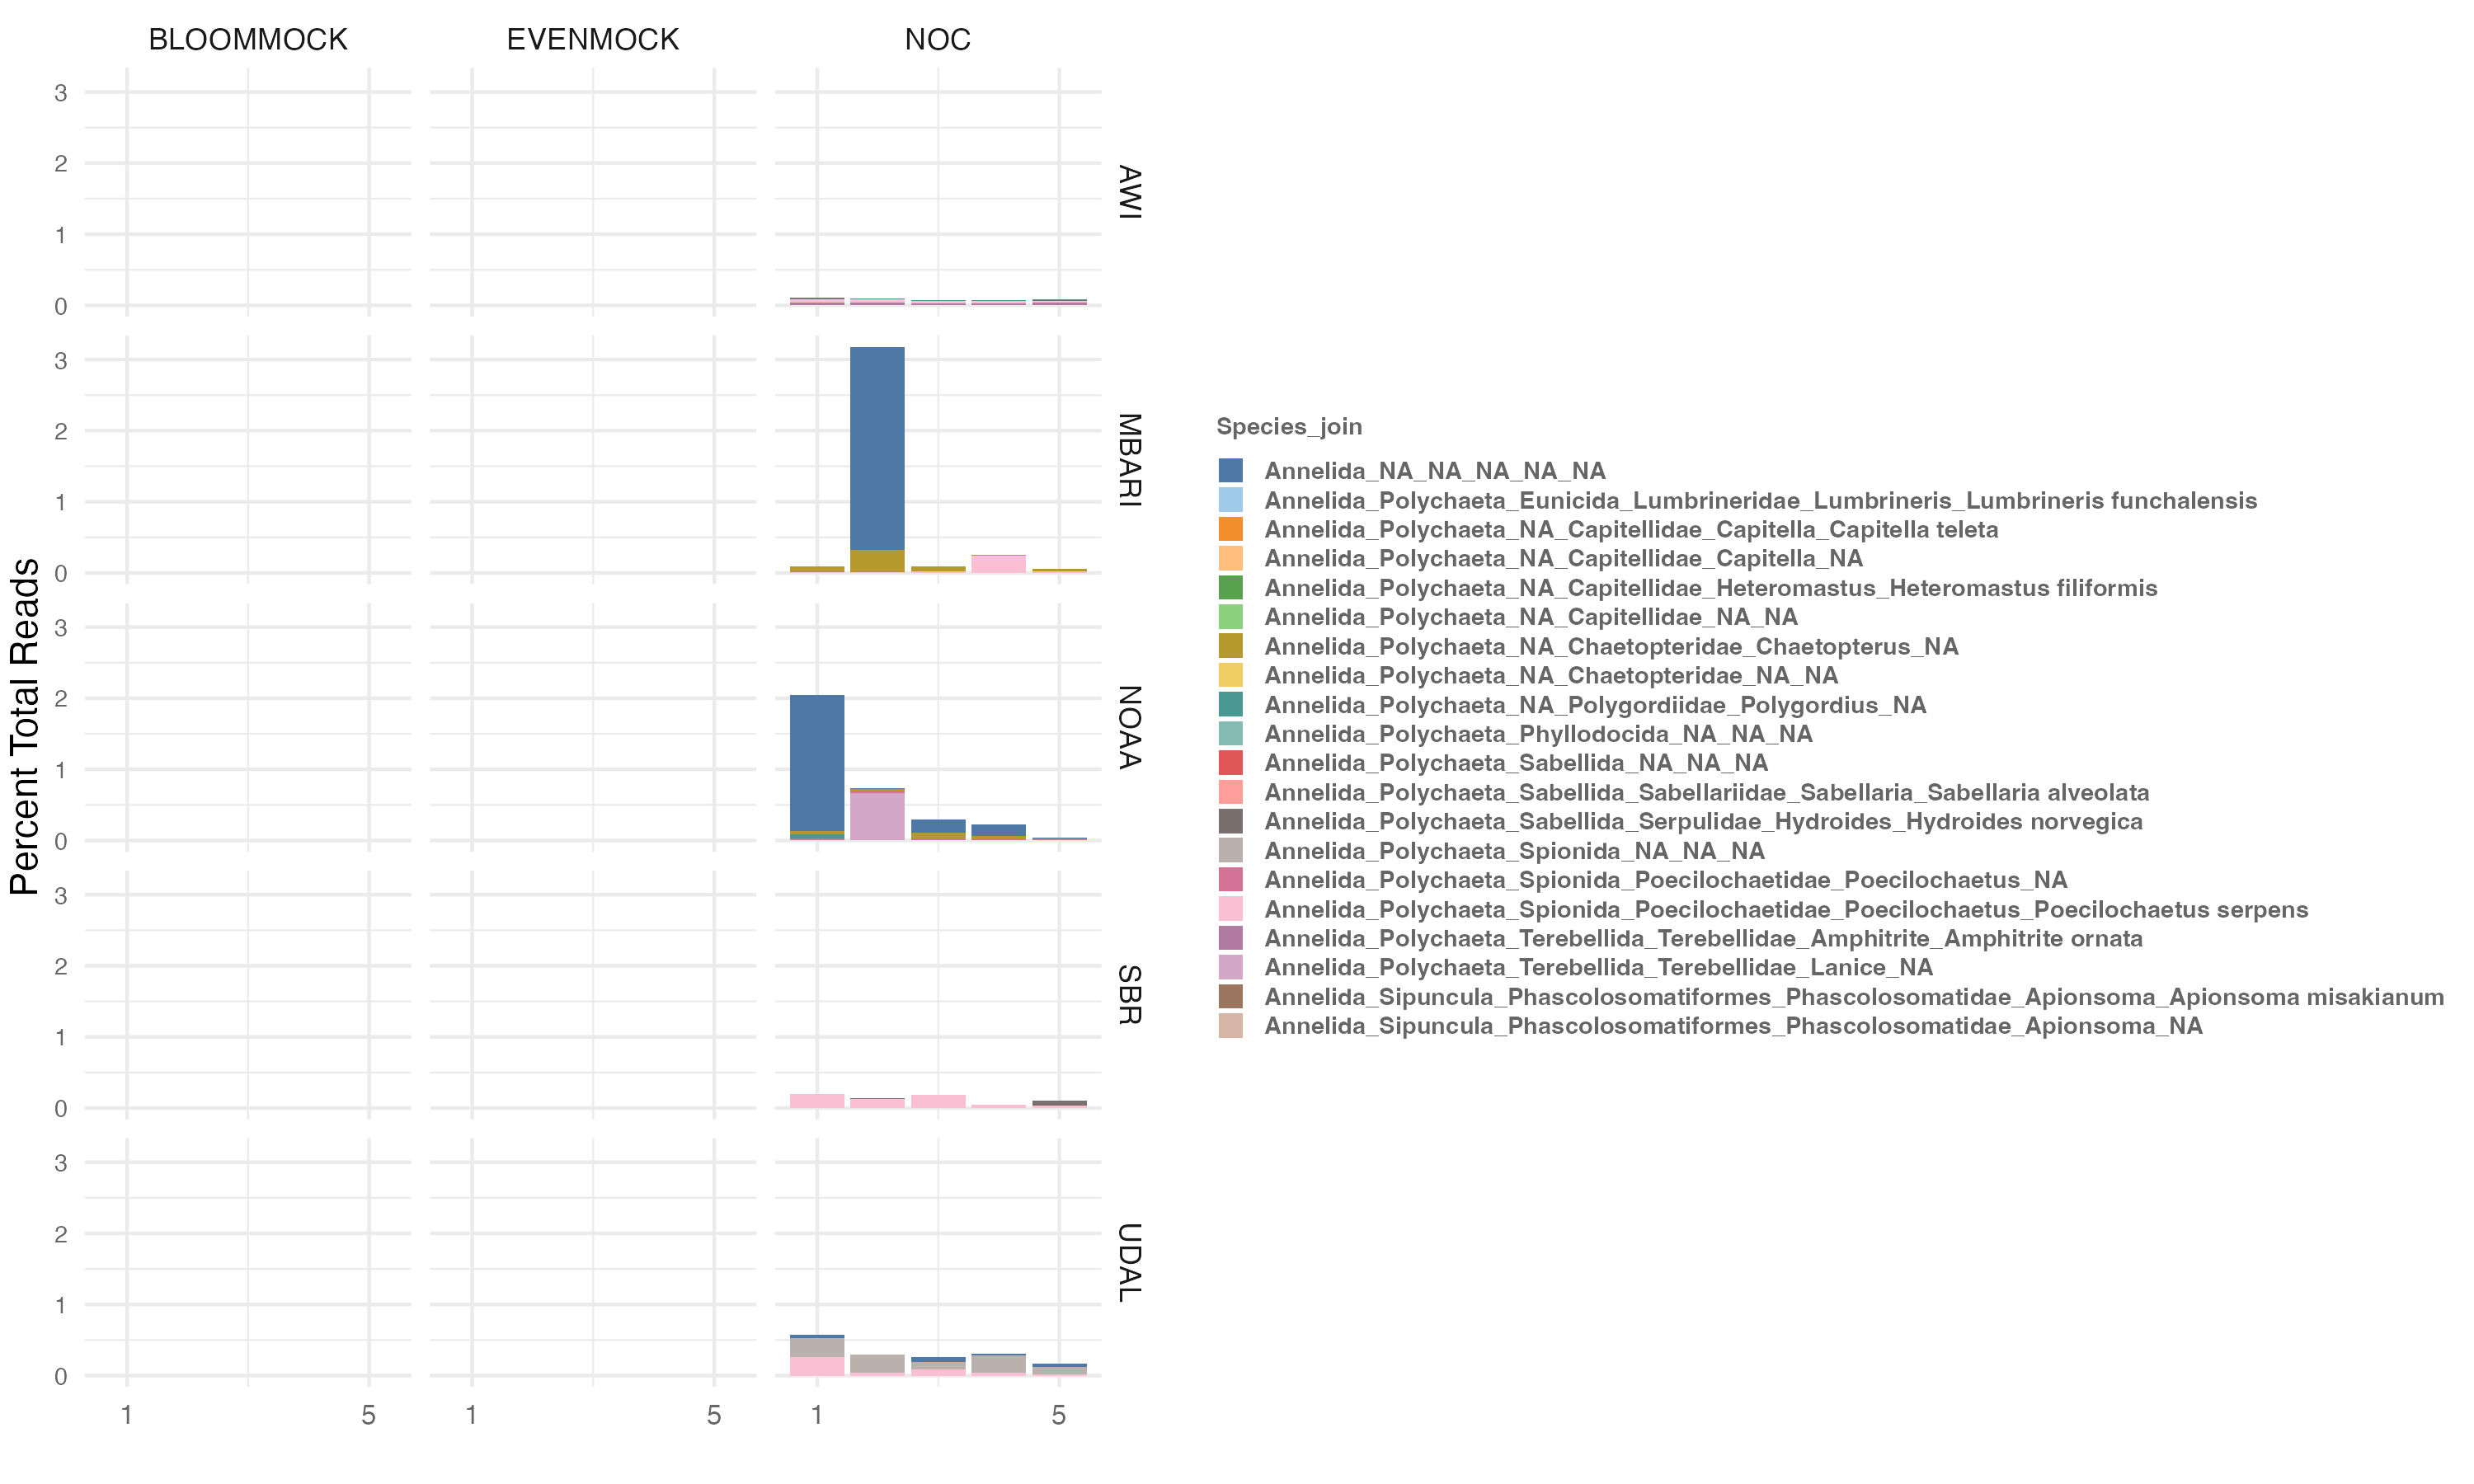 BLOOMMOCK EVENMOCK NOC
3
2
1
0
AWI
3
2
1
0
MBARI
3
2
1
0
NOAA
3
2
1
0
SBR
3
2
1
0
UDAL
1 5 1 5 1 5
Percent Total Reads
Species_join
Annelida_NA_NA_NA_NA_NA
Annelida_Polychaeta_Eunicida_Lumbrineridae_Lumbrineris_Lumbrineris funchalensis
Annelida_Polychaeta_NA_Capitellidae_Capitella_Capitella teleta
Annelida_Polychaeta_NA_Capitellidae_Capitella_NA
Annelida_Polychaeta_NA_Capitellidae_Heteromastus_Heteromastus filiformis
Annelida_Polychaeta_NA_Capitellidae_NA_NA
Annelida_Polychaeta_NA_Chaetopteridae_Chaetopterus_NA
Annelida_Polychaeta_NA_Chaetopteridae_NA_NA
Annelida_Polychaeta_NA_Polygordiidae_Polygordius_NA
Annelida_Polychaeta_Phyllodocida_NA_NA_NA
Annelida_Polychaeta_Sabellida_NA_NA_NA
Annelida_Polychaeta_Sabellida_Sabellariidae_Sabellaria_Sabellaria alveolata
Annelida_Polychaeta_Sabellida_Serpulidae_Hydroides_Hydroides norvegica
Annelida_Polychaeta_Spionida_NA_NA_NA
Annelida_Polychaeta_Spionida_Poecilochaetidae_Poecilochaetus_NA
Annelida_Polychaeta_Spionida_Poecilochaetidae_Poecilochaetus_Poecilochaetus serpens
Annelida_Polychaeta_Terebellida_Terebellidae_Amphitrite_Amphitrite ornata
Annelida_Polychaeta_Terebellida_Terebellidae_Lanice_NA
Annelida_Sipuncula_Phascolosomatiformes_Phascolosomatidae_Apionsoma_Apionsoma misakianum
Annelida_Sipuncula_Phascolosomatiformes_Phascolosomatidae_Apionsoma_NA